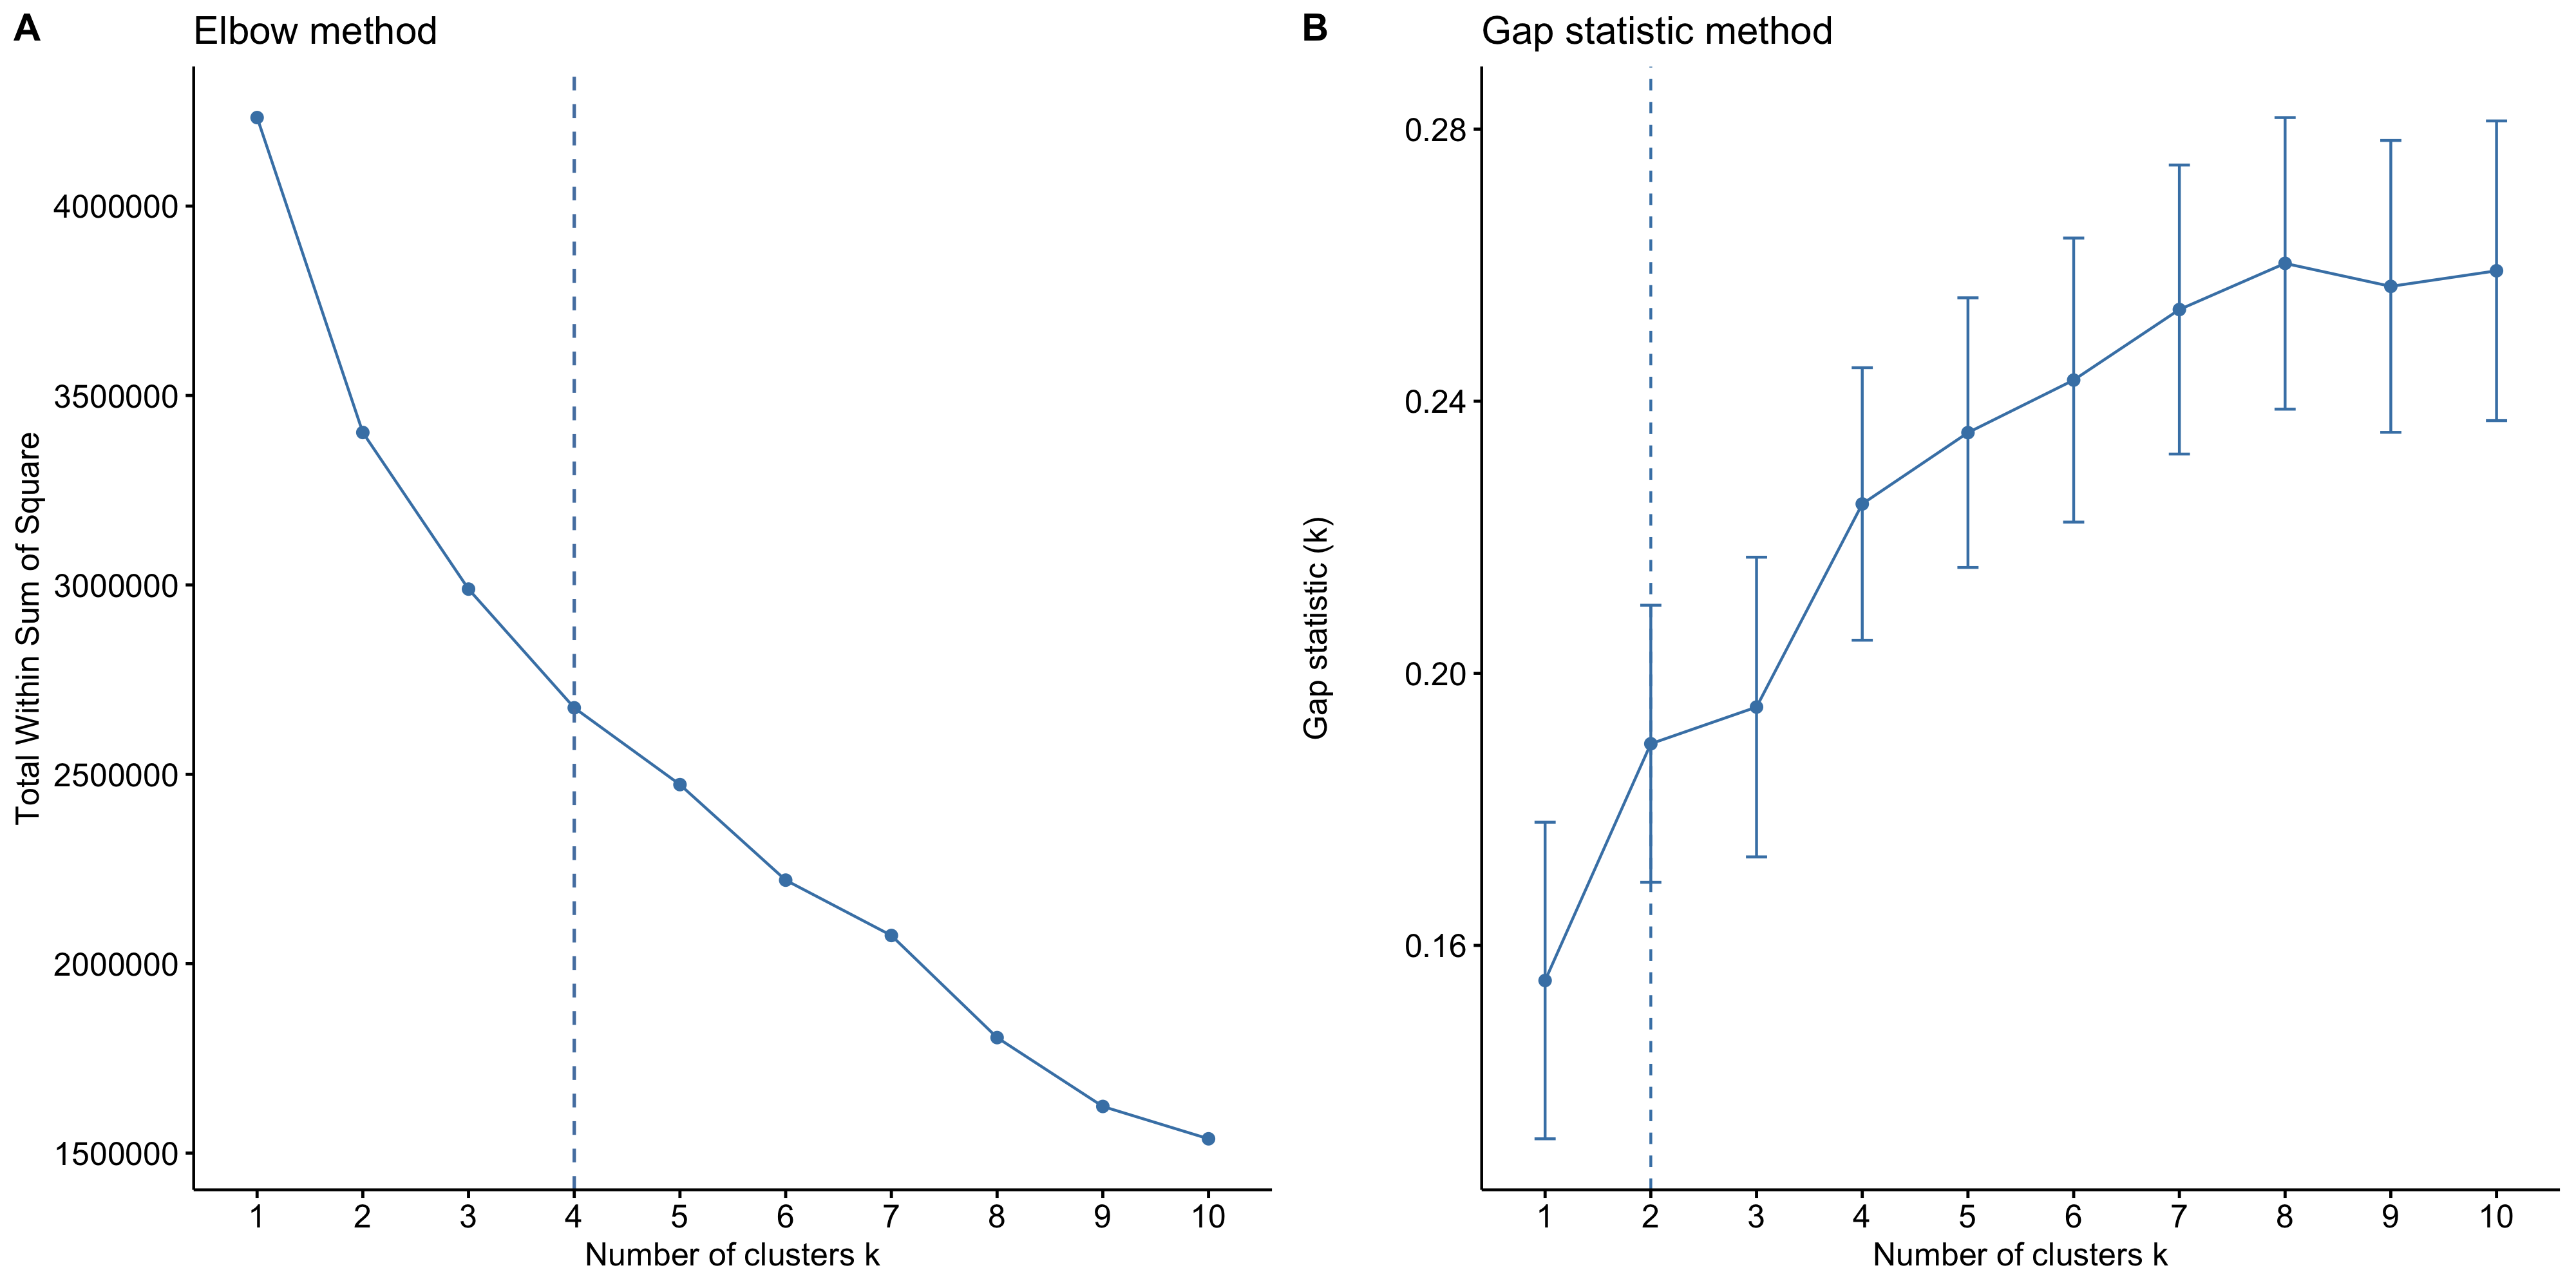 A
Elbow method
Total Within Sum of Square
4000000
3500000
3000000
2500000
2000000
1500000
1 2 3 4 5 6 7 8 9 10
Number of clusters k
B
Gap statistic method
Gap statistic (k)
0.28
0.24
0.20
0.16
1 2 3 4 5 6 7 8 9 10
Number of clusters k